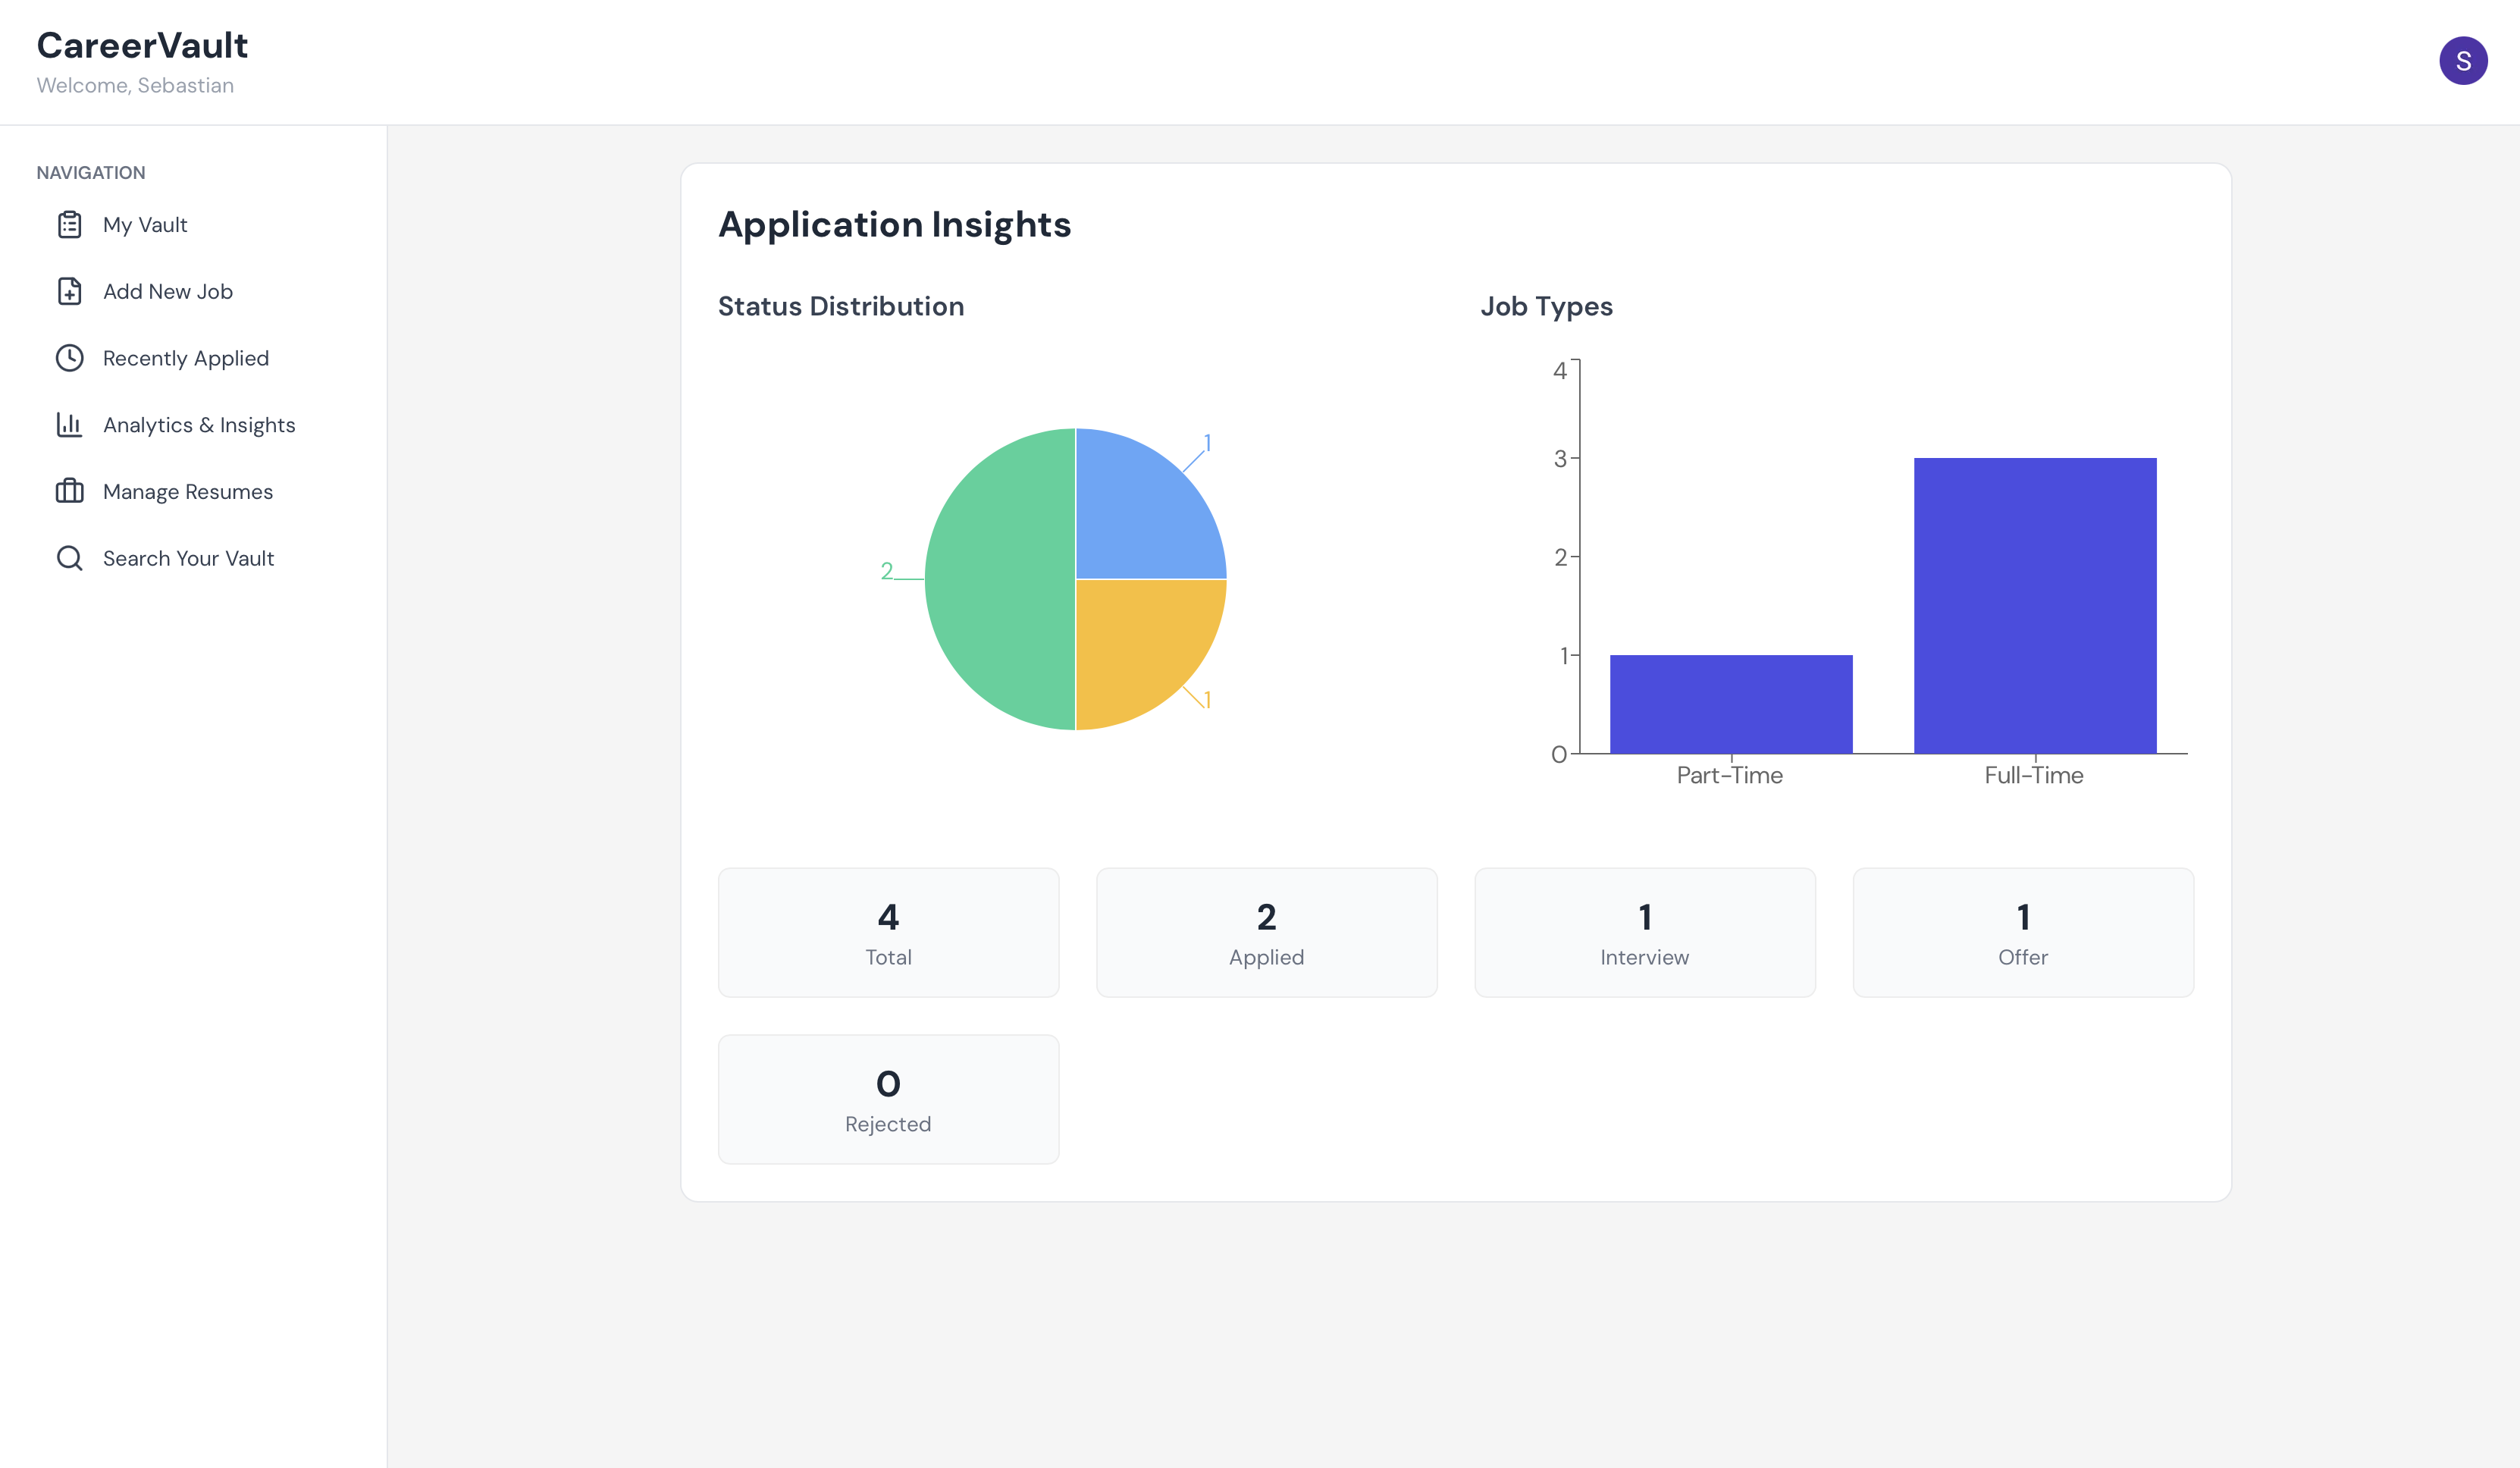 CareerVault
Welcome, Sebastian
S
NAVIGATION
My Vault
Add New Job
Recently Applied
Analytics & Insights
Manage Resumes
Search Your Vault
Application Insights
Status Distribution
1
2
1
Job Types
4
3
2
1
0
Part-Time
Full-Time
4
Total
2
Applied
1
Interview
1
Offer
0
Rejected